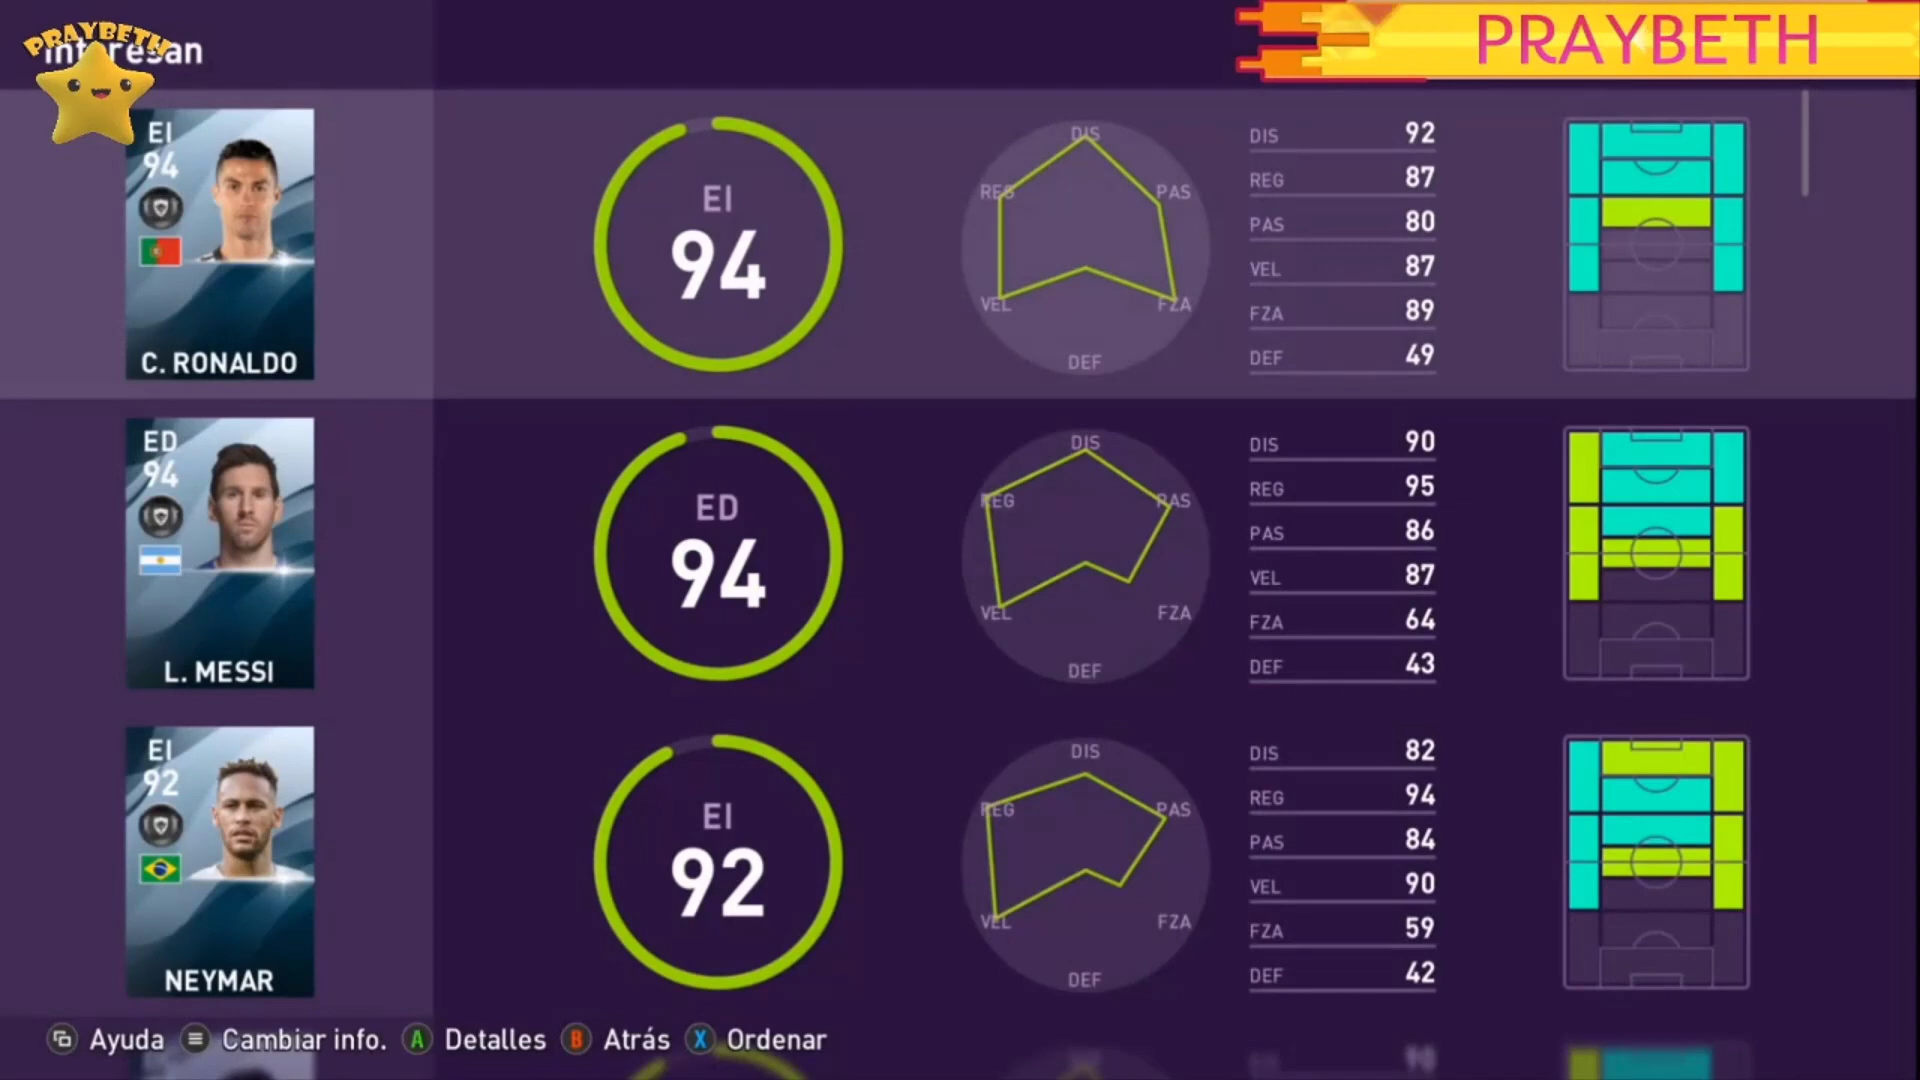 PRAYBETH
interesan
PRAYBETH
EI
94
C. RONALDO
EI
94
DIS
REG
PAS
VEL
FZA
DEF
DIS 92
REG 87
PAS 80
VEL 87
FZA 89
DEF 49
ED
94
L. MESSI
ED
94
DIS
REG
PAS
VEL
FZA
DEF
DIS 90
REG 95
PAS 86
VEL 87
FZA 64
DEF 43
EI
92
NEYMAR
EI
92
DIS
REG
PAS
VEL
FZA
DEF
DIS 82
REG 94
PAS 84
VEL 90
FZA 59
DEF 42
Ayuda Cambiar info. A Detalles B Atrás X Ordenar